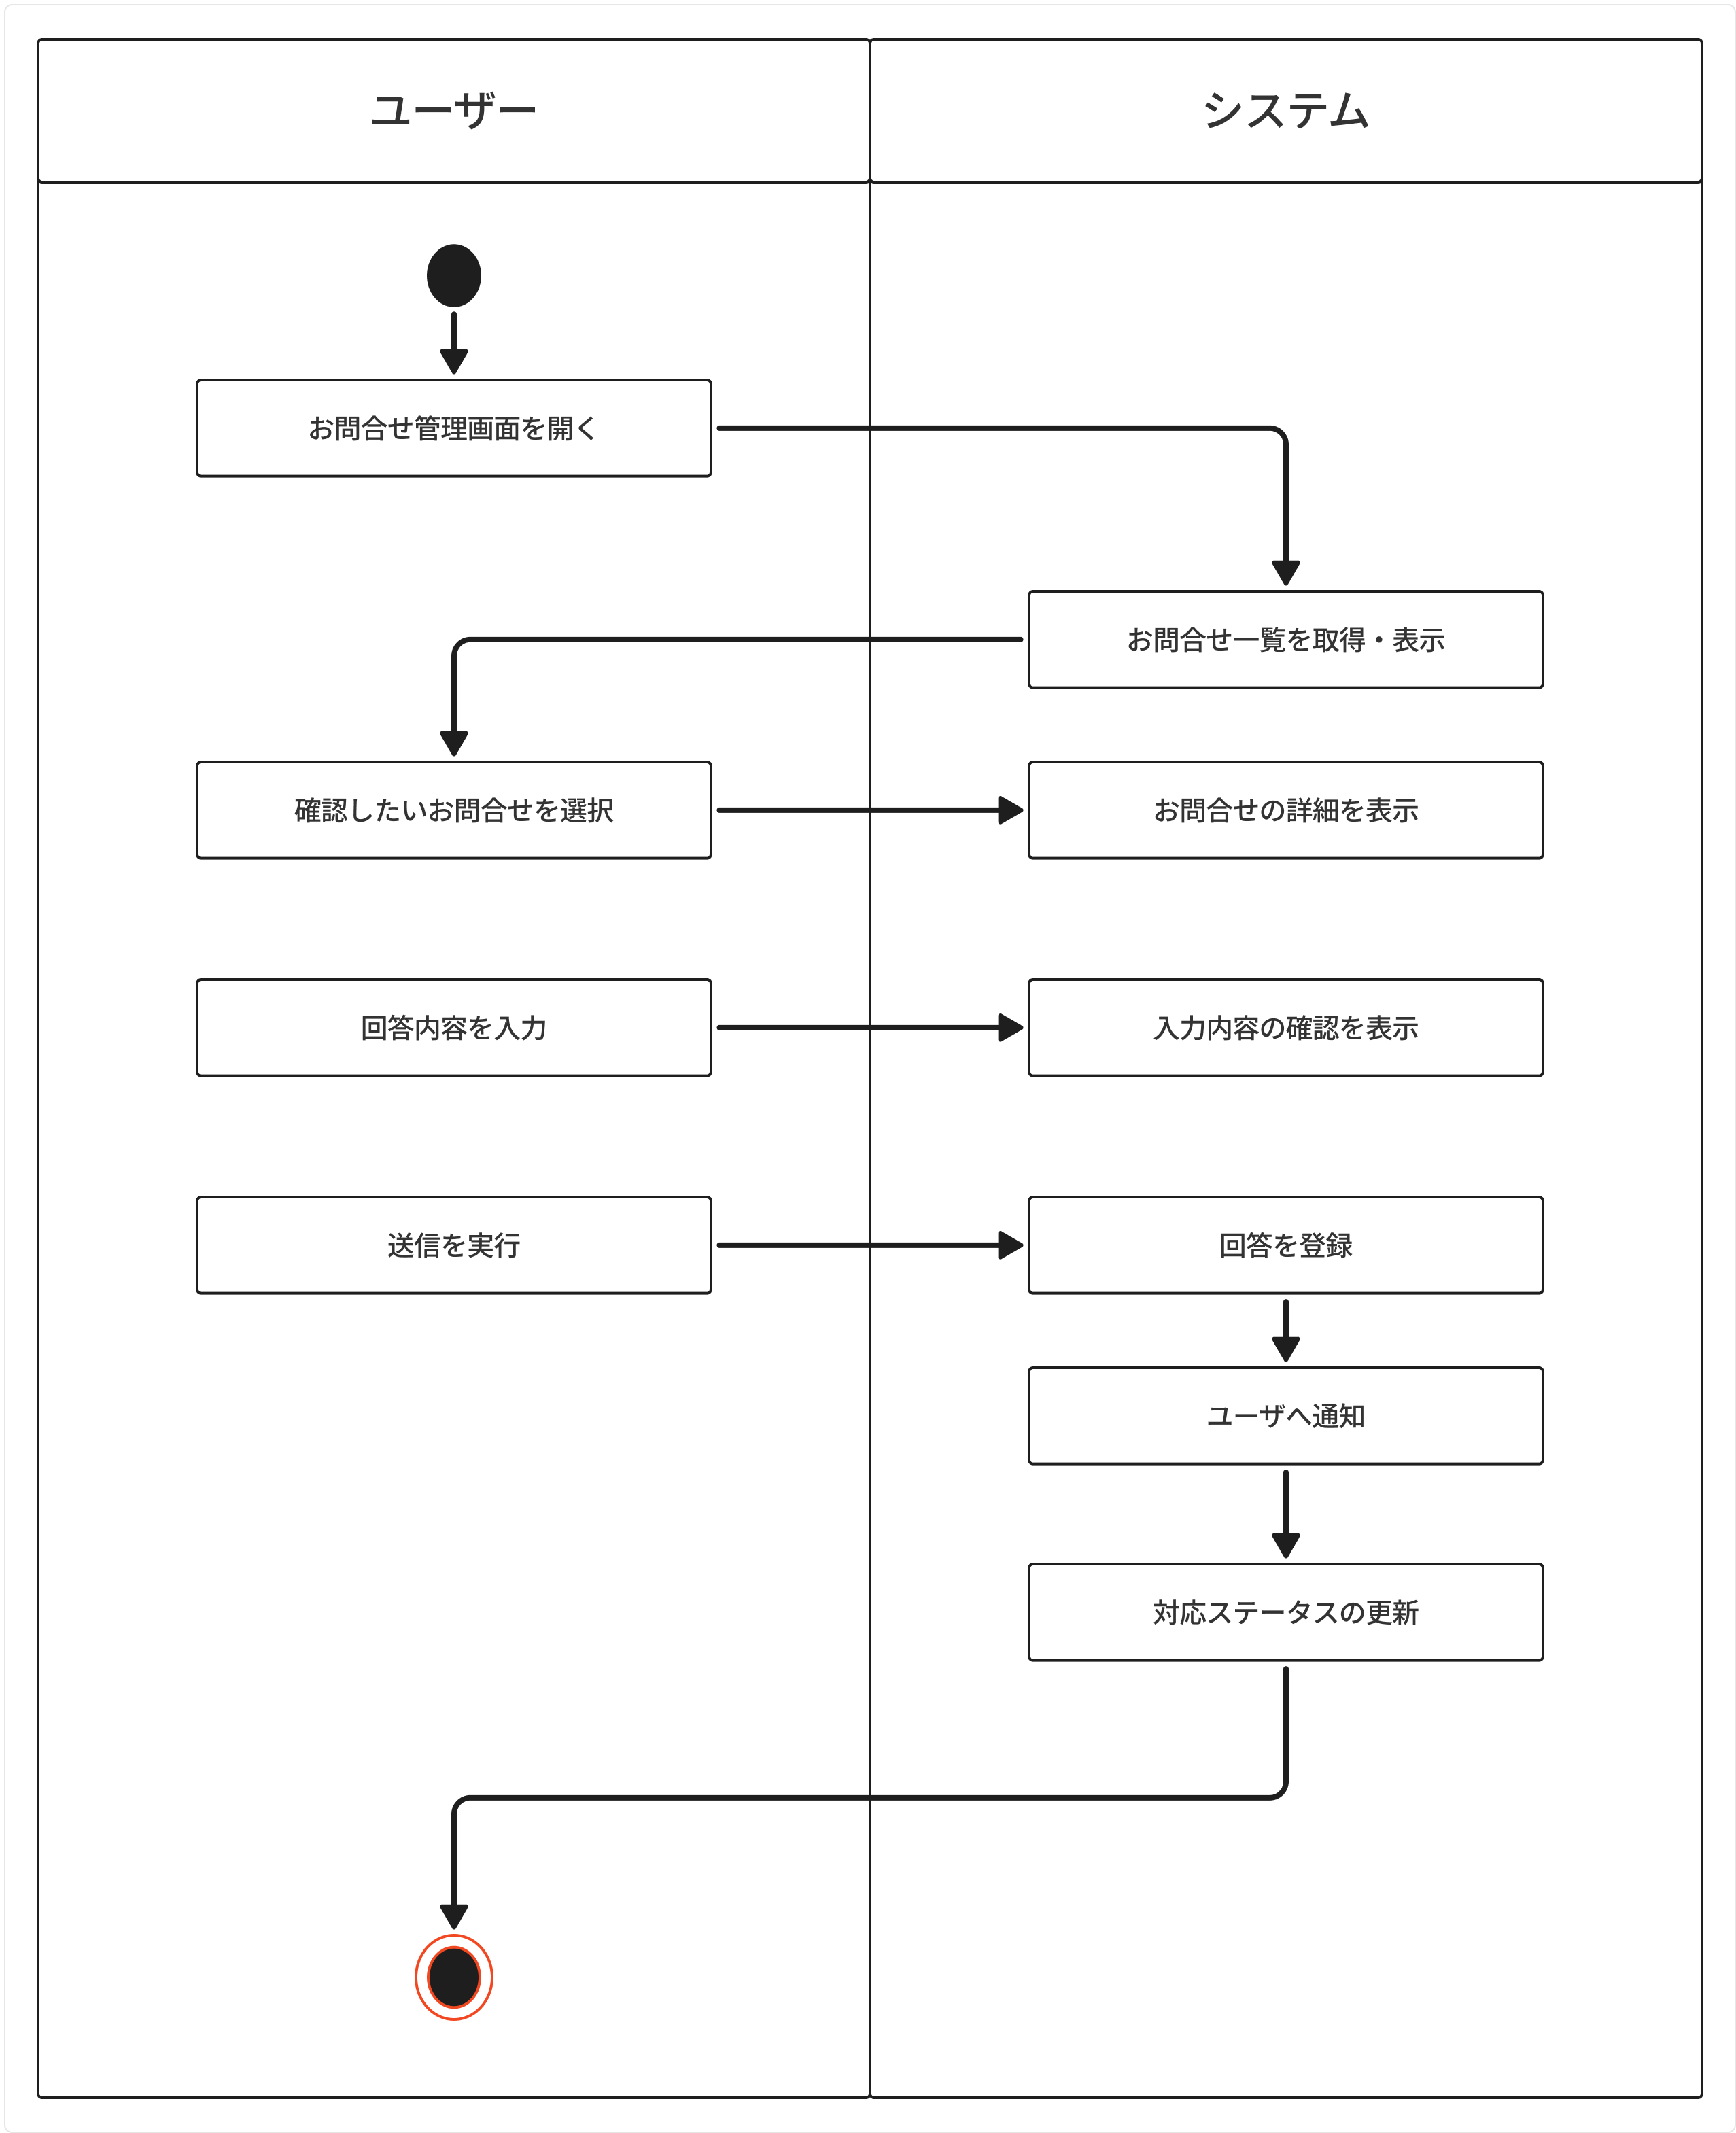 ユーザー
システム
お問合せ管理画面を開く
お問合せ一覧を取得・表示
確認したいお問合せを選択
お問合せの詳細を表示
回答内容を入力
入力内容の確認を表示
送信を実行
回答を登録
ユーザへ通知
対応ステータスの更新